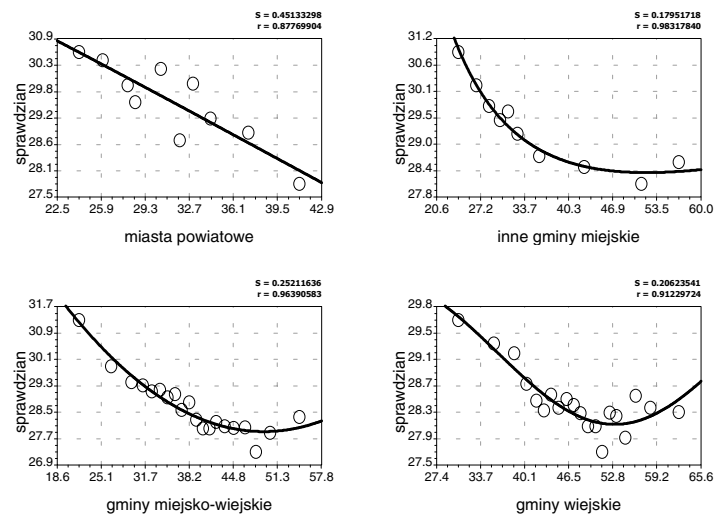 S = 0.45133298
r = 0.87769904
30.9
30.3
29.8
29.2
28.6
28.1
27.5
22.5 25.9 29.3 32.7 36.1 39.5 42.9
sprawdzian
miasta powiatowe
S = 0.17951718
r = 0.98317840
31.2
30.6
30.1
29.5
29.0
28.4
27.8
20.6 27.2 33.7 40.3 46.9 53.5 60.0
sprawdzian
inne gminy miejskie
S = 0.25211636
r = 0.96390583
31.7
30.9
30.1
29.3
28.5
27.7
26.9
18.6 25.1 31.7 38.2 44.8 51.3 57.8
sprawdzian
gminy miejsko-wiejskie
S = 0.20623541
r = 0.91229724
29.8
29.5
29.1
28.7
28.3
27.9
27.5
27.4 33.7 40.1 46.5 52.8 59.2 65.6
sprawdzian
gminy wiejskie